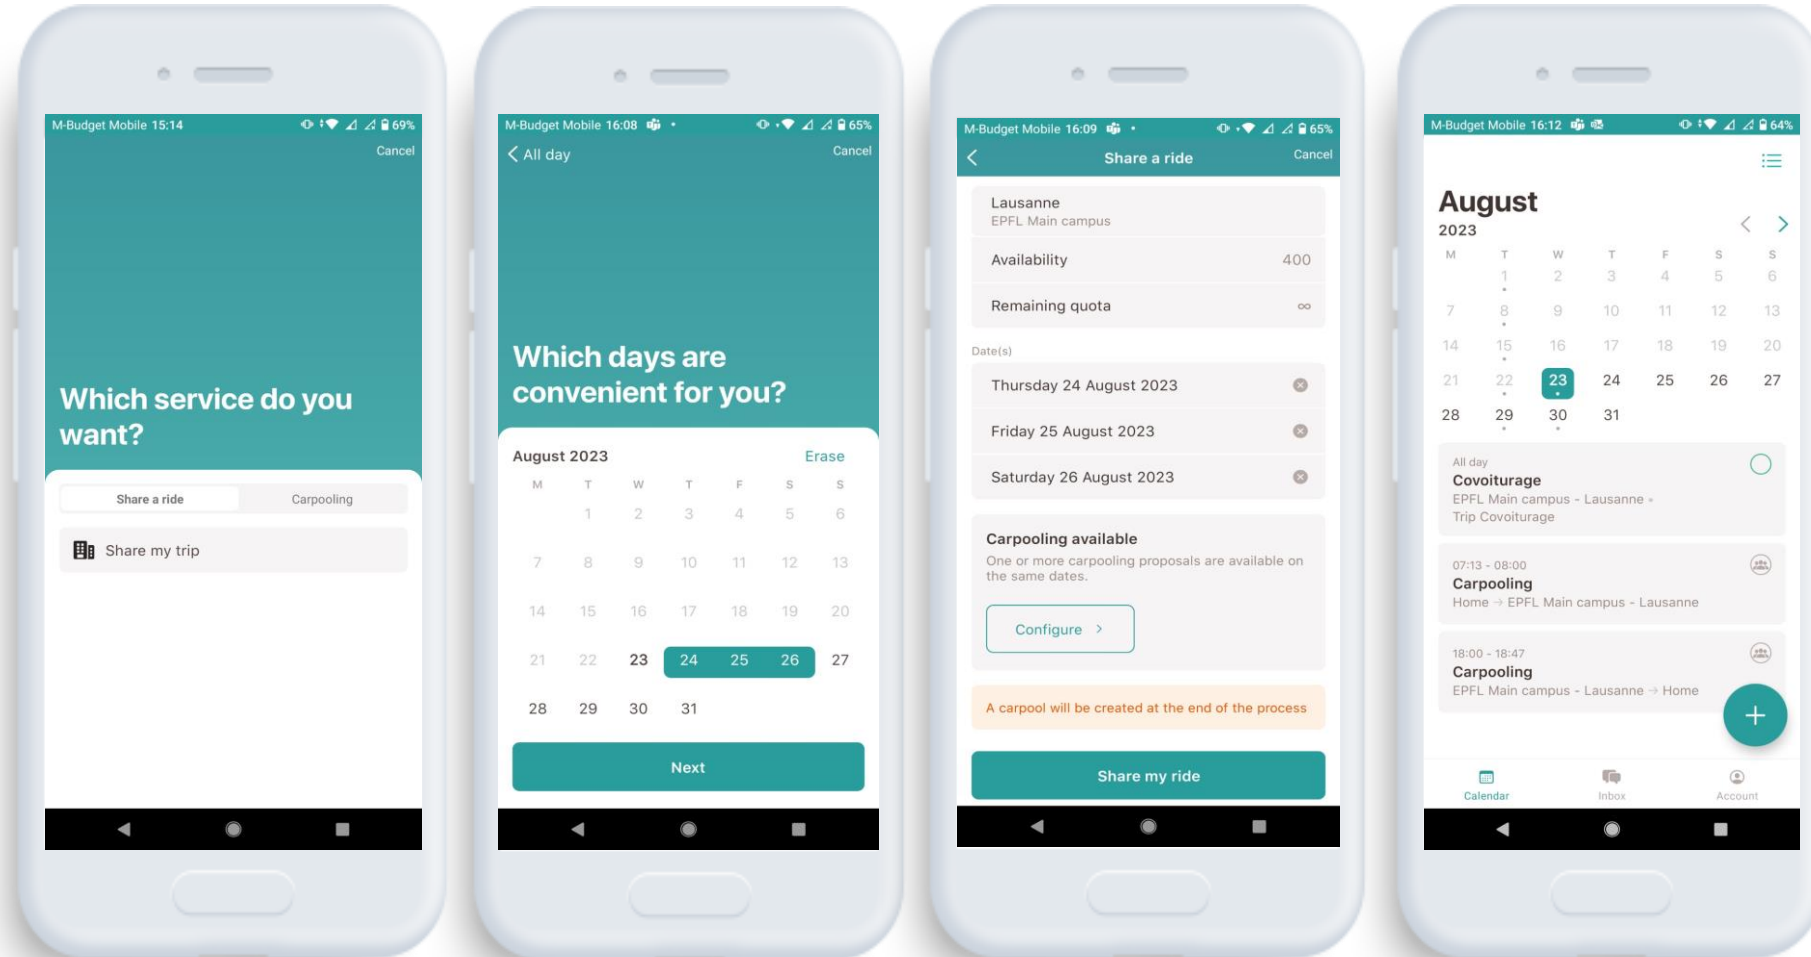 M-Budget Mobile 15:14 69%
Cancel
Which service do you
want?
Share a ride Carpooling
Share my trip
M-Budget Mobile 16:08 65%
All day Cancel
Which days are
convenient for you?
August 2023 Erase
M T W T F S S
1 2 3 4 5 6
7 8 9 10 11 12 13
14 15 16 17 18 19 20
21 22 23 24 25 26 27
28 29 30 31
Next
M-Budget Mobile 16:09 65%
Share a ride Cancel
Lausanne
EPFL Main campus
Availability 400
Remaining quota ∞
Date(s)
Thursday 24 August 2023
Friday 25 August 2023
Saturday 26 August 2023
Carpooling available
One or more carpooling proposals are available on
the same dates.
Configure >
A carpool will be created at the end of the process
Share my ride
M-Budget Mobile 16:12 64%
August
2023
M T W T F S S
1 2 3 4 5 6
7 8 9 10 11 12 13
14 15 16 17 18 19 20
21 22 23 24 25 26 27
28 29 30 31
All day
Covoiturage
EPFL Main campus - Lausanne •
Trip Covoiturage
07:13 - 08:00
Carpooling
Home → EPFL Main campus - Lausanne
18:00 - 18:47
Carpooling
EPFL Main campus - Lausanne → Home
+
Calendar Inbox Account